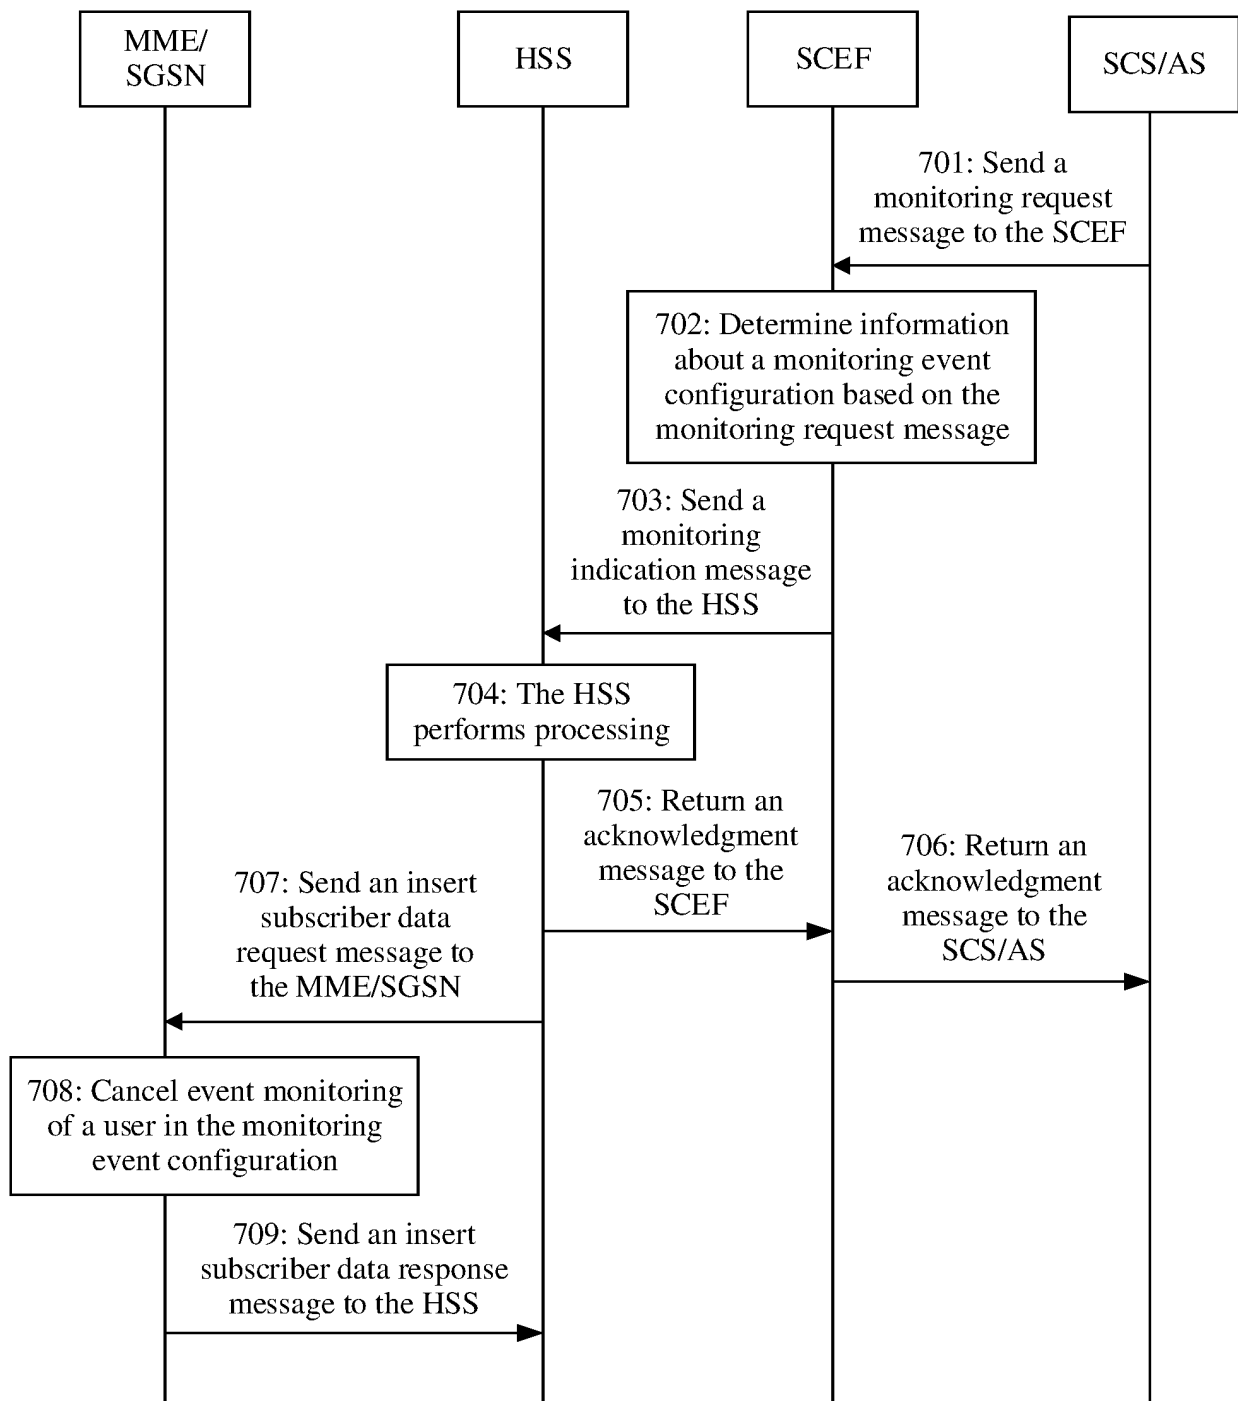 MME/
SGSN
HSS
SCEF
SCS/AS
701: Send a
monitoring request
message to the SCEF
702: Determine information
about a monitoring event
configuration based on the
monitoring request message
703: Send a
monitoring
indication message
to the HSS
704: The HSS
performs processing
705: Return an
acknowledgment
message to the
SCEF
706: Return an
acknowledgment
message to the
SCS/AS
707: Send an insert
subscriber data
request message to
the MME/SGSN
708: Cancel event monitoring
of a user in the monitoring
event configuration
709: Send an insert
subscriber data response
message to the HSS